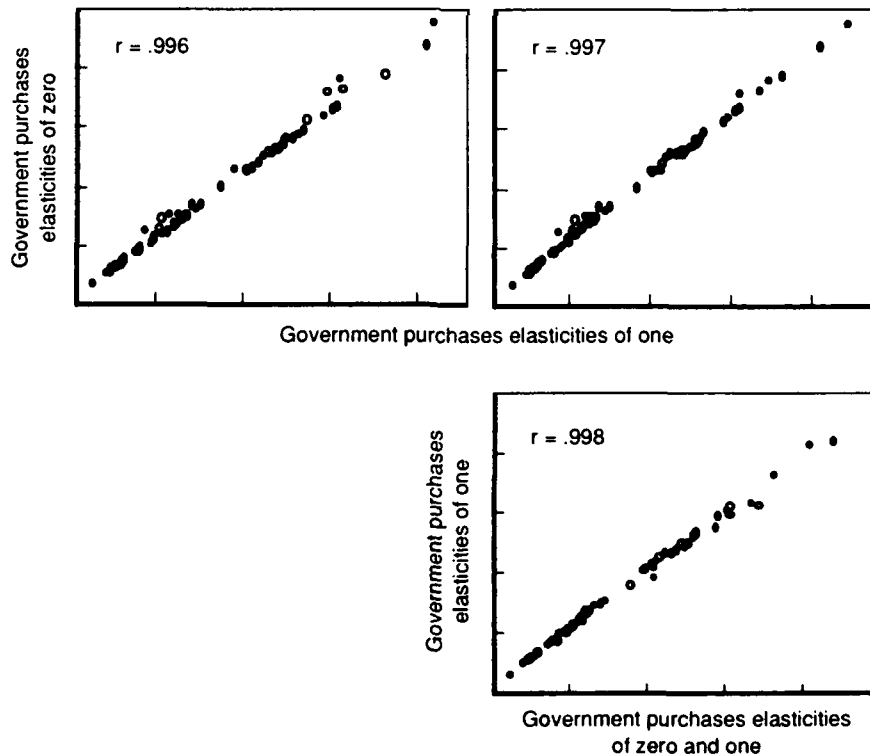 r = .996
r = .997
Government purchases
elasticities of zero
Government purchases elasticities of one
r = .998
Government purchases
elasticities of one
Government purchases elasticities
of zero and one